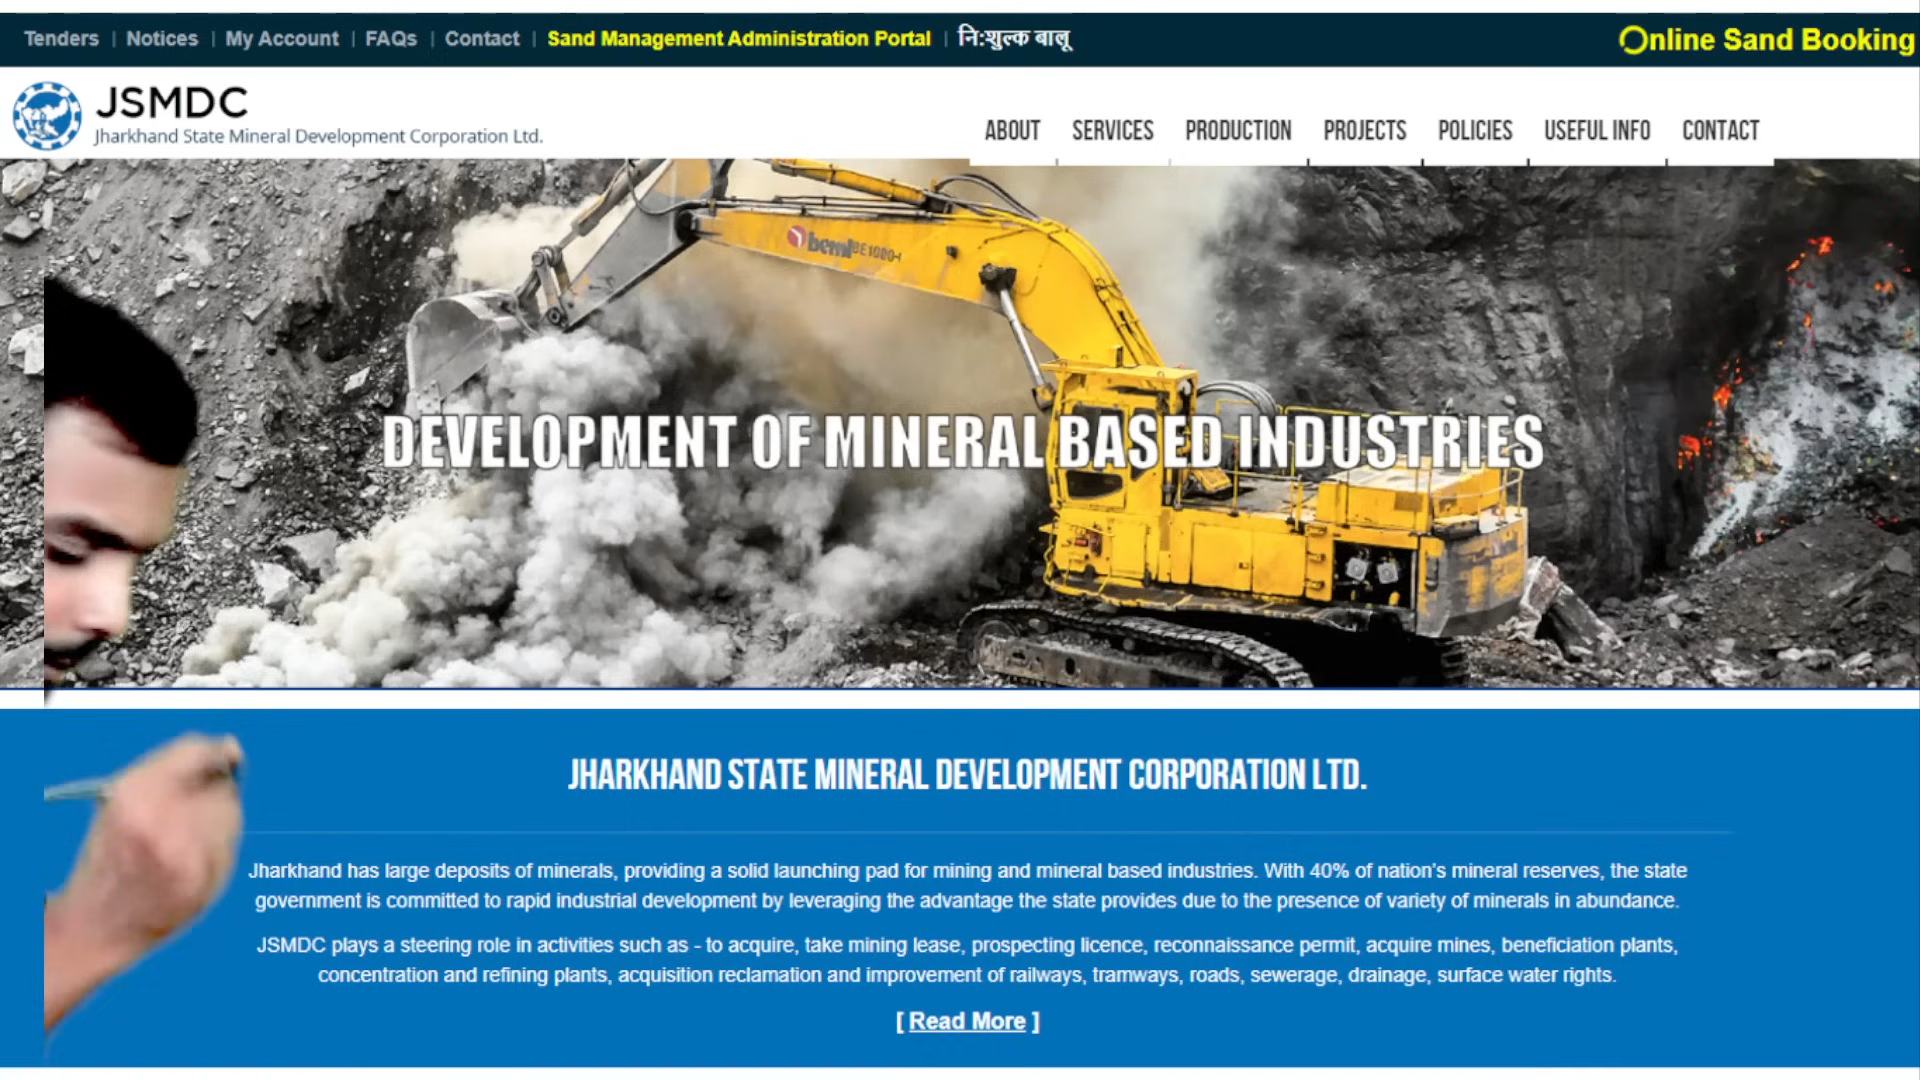 Tenders | Notices | My Account | FAQs | Contact | Sand Management Administration Portal | नि:शुल्क बालू
Online Sand Booking
JSMDC
Jharkhand State Mineral Development Corporation Ltd.
ABOUT SERVICES PRODUCTION PROJECTS POLICIES USEFUL INFO CONTACT
beml BE1000-1
DEVELOPMENT OF MINERAL BASED INDUSTRIES
JHARKHAND STATE MINERAL DEVELOPMENT CORPORATION LTD.
Jharkhand has large deposits of minerals, providing a solid launching pad for mining and mineral based industries. With 40% of nation's mineral reserves, the state
government is committed to rapid industrial development by leveraging the advantage the state provides due to the presence of variety of minerals in abundance.
JSMDC plays a steering role in activities such as - to acquire, take mining lease, prospecting licence, reconnaissance permit, acquire mines, beneficiation plants,
concentration and refining plants, acquisition reclamation and improvement of railways, tramways, roads, sewerage, drainage, surface water rights.
[ Read More ]